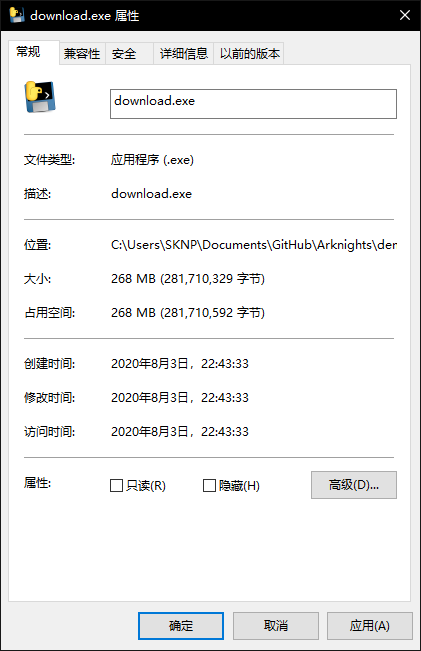 download.exe 属性
常规 兼容性 安全 详细信息 以前的版本
download.exe
文件类型: 应用程序 (.exe)
描述: download.exe
位置: C:\Users\SKNP\Documents\GitHub\Arknights\der
大小: 268 MB (281,710,329 字节)
占用空间: 268 MB (281,710,592 字节)
创建时间: 2020年8月3日，22:43:33
修改时间: 2020年8月3日，22:43:33
访问时间: 2020年8月3日，22:43:33
属性: 只读(R) 隐藏(H) 高级(D)...
确定 取消 应用(A)